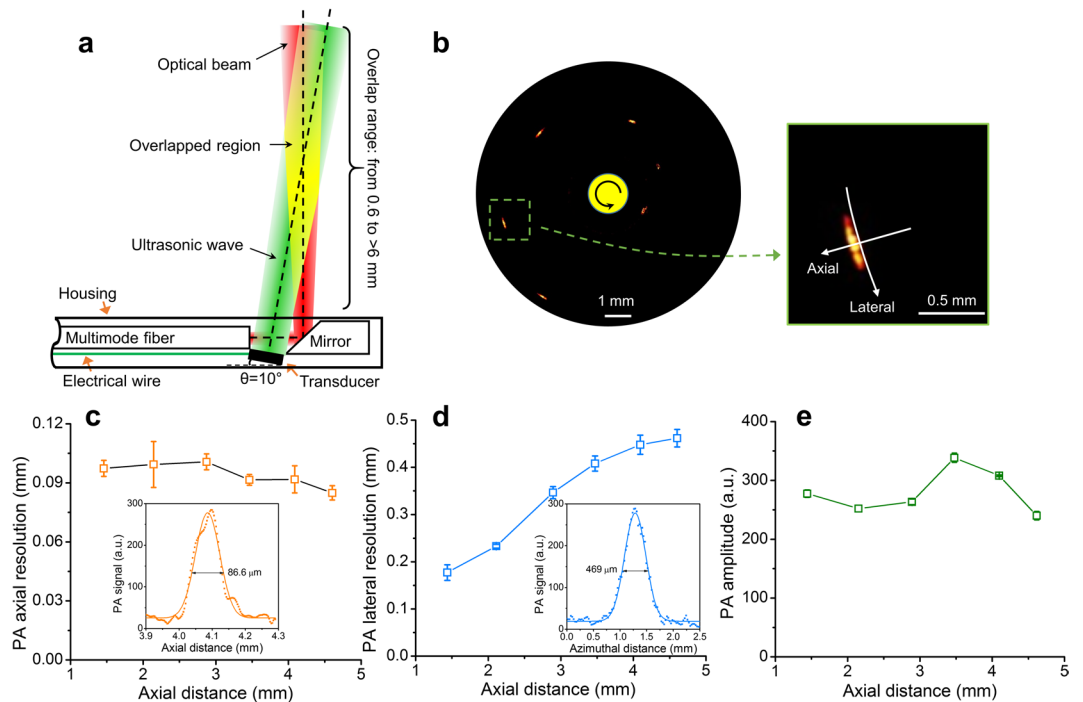 a
Optical beam
Overlapped region
Ultrasonic wave
Overlap range: from 0.6 to >6 mm
Housing
Multimode fiber
Mirror
Electrical wire
θ=10°
Transducer
b
1 mm
Axial
Lateral
0.5 mm
c
PA axial resolution (mm)
0.12
0.09
0.06
0.03
0.00
1 2 3 4 5
Axial distance (mm)
PA signal (a.u.)
300
200
100
0
86.6 μm
3.9 4.0 4.1 4.2 4.3
Axial distance (mm)
d
PA lateral resolution (mm)
0.5
0.4
0.3
0.2
0.1
0.0
1 2 3 4 5
Axial distance (mm)
PA signal (a.u.)
300
200
100
0
469 μm
0.0 0.5 1.0 1.5 2.0 2.5
Azimuthal distance (mm)
e
PA amplitude (a.u.)
400
300
200
100
0
1 2 3 4 5
Axial distance (mm)